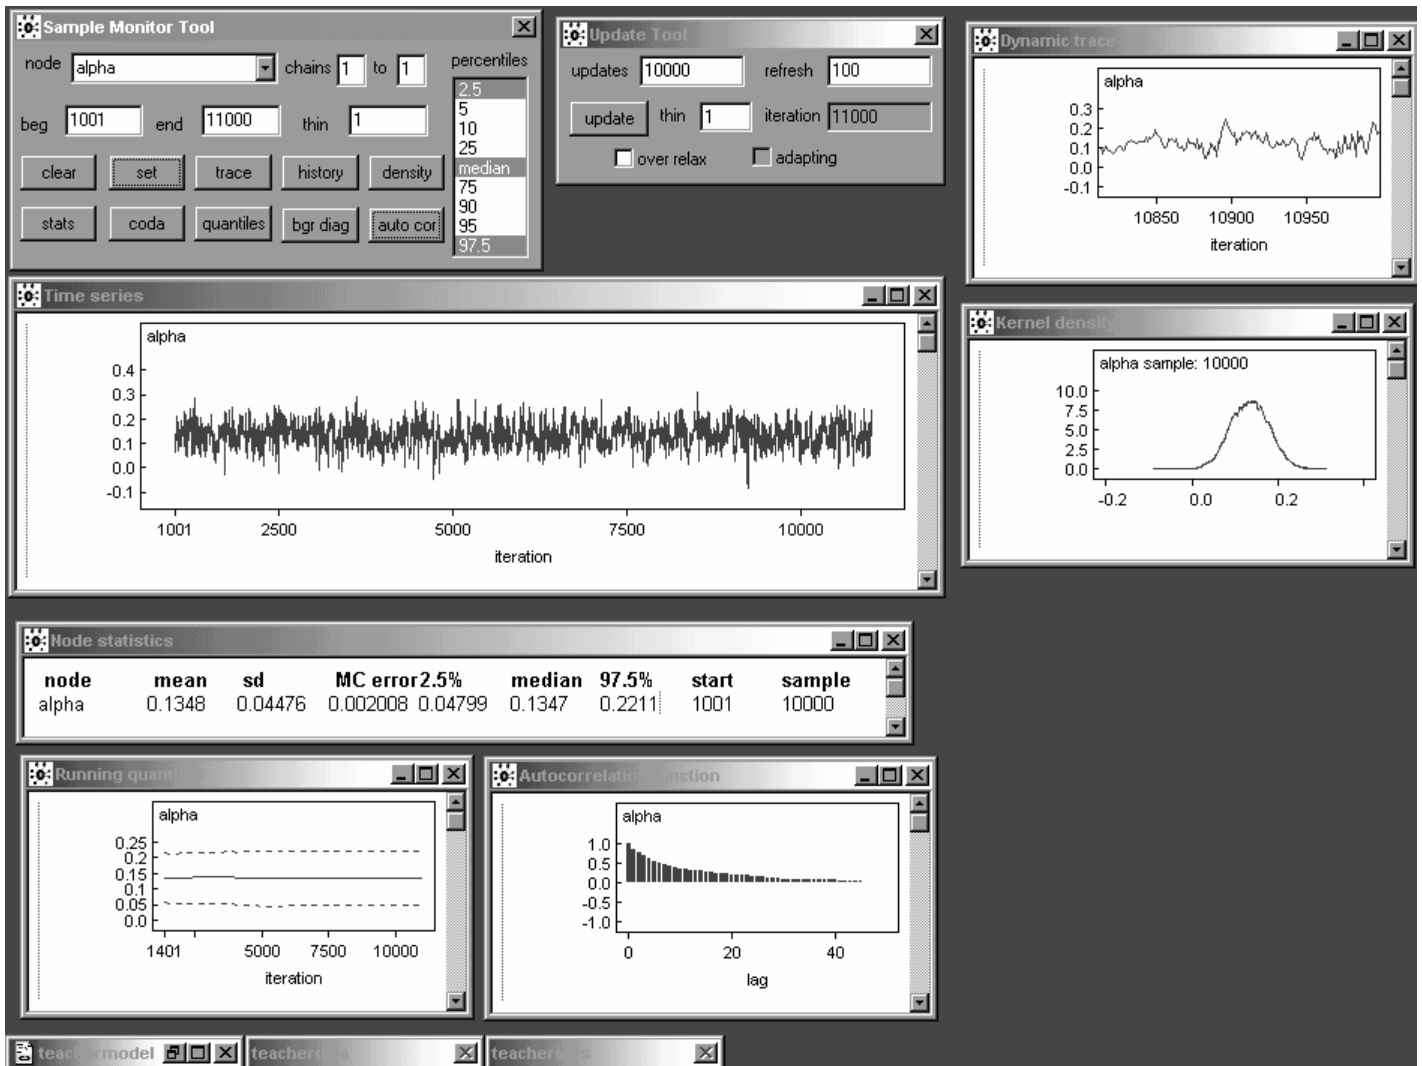 Sample Monitor Tool
node alpha chains 1 to 1 percentiles
beg 1001 end 11000 thin 1
2.5
5
10
25
median
75
90
95
97.5
clear set trace history density
stats coda quantiles bgr diag auto cor
Update Tool
updates 10000 refresh 100
update thin 1 iteration 11000
over relax adapting
Dynamic trace
alpha
0.3
0.2
0.1
0.0
-0.1
10850 10900 10950
iteration
Time series
alpha
0.4
0.3
0.2
0.1
0.0
-0.1
1001 2500 5000 7500 10000
iteration
Kernel density
alpha sample: 10000
10.0
7.5
5.0
2.5
0.0
-0.2 0.0 0.2
Node statistics
node mean sd MC error 2.5% median 97.5% start sample
alpha 0.1348 0.04476 0.002008 0.04799 0.1347 0.2211 1001 10000
Running quant
alpha
0.25
0.2
0.15
0.1
0.05
0.0
1401 5000 7500 10000
iteration
Autocorrelatio nction
alpha
1.0
0.5
0.0
-0.5
-1.0
0 20 40
lag